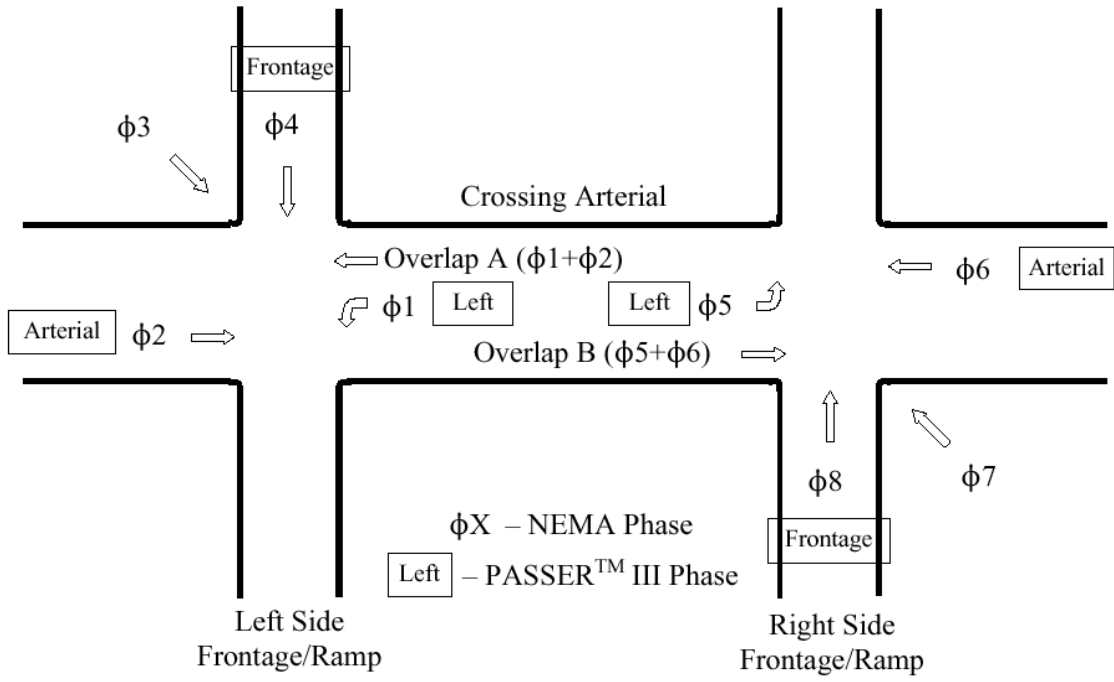 Frontage
ϕ3
ϕ4
Crossing Arterial
Overlap A (ϕ1+ϕ2)
ϕ6
Arterial
ϕ1
Left
Left
ϕ5
Arterial
ϕ2
Overlap B (ϕ5+ϕ6)
ϕ8
ϕ7
ϕX – NEMA Phase
Frontage
Left – PASSER™ III Phase
Left Side
Frontage/Ramp
Right Side
Frontage/Ramp